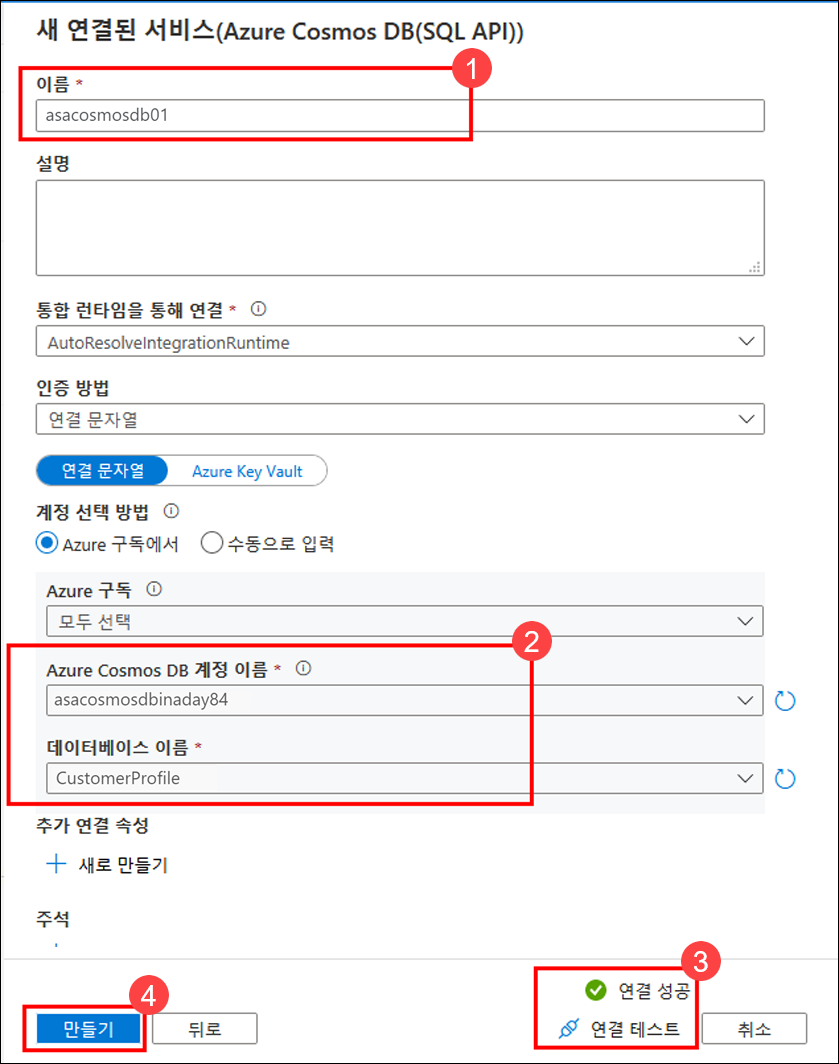 새 연결된 서비스(Azure Cosmos DB(SQL API))
1
이름 *
asacosmosdb01
설명
통합 런타임을 통해 연결 *
AutoResolveIntegrationRuntime
인증 방법
연결 문자열
연결 문자열 Azure Key Vault
계정 선택 방법
Azure 구독에서 수동으로 입력
Azure 구독
모두 선택
2
Azure Cosmos DB 계정 이름 *
asacosmosdbinaday84
데이터베이스 이름 *
CustomerProfile
추가 연결 속성
+ 새로 만들기
주석
3
연결 성공
4
만들기 뒤로 연결 테스트 취소